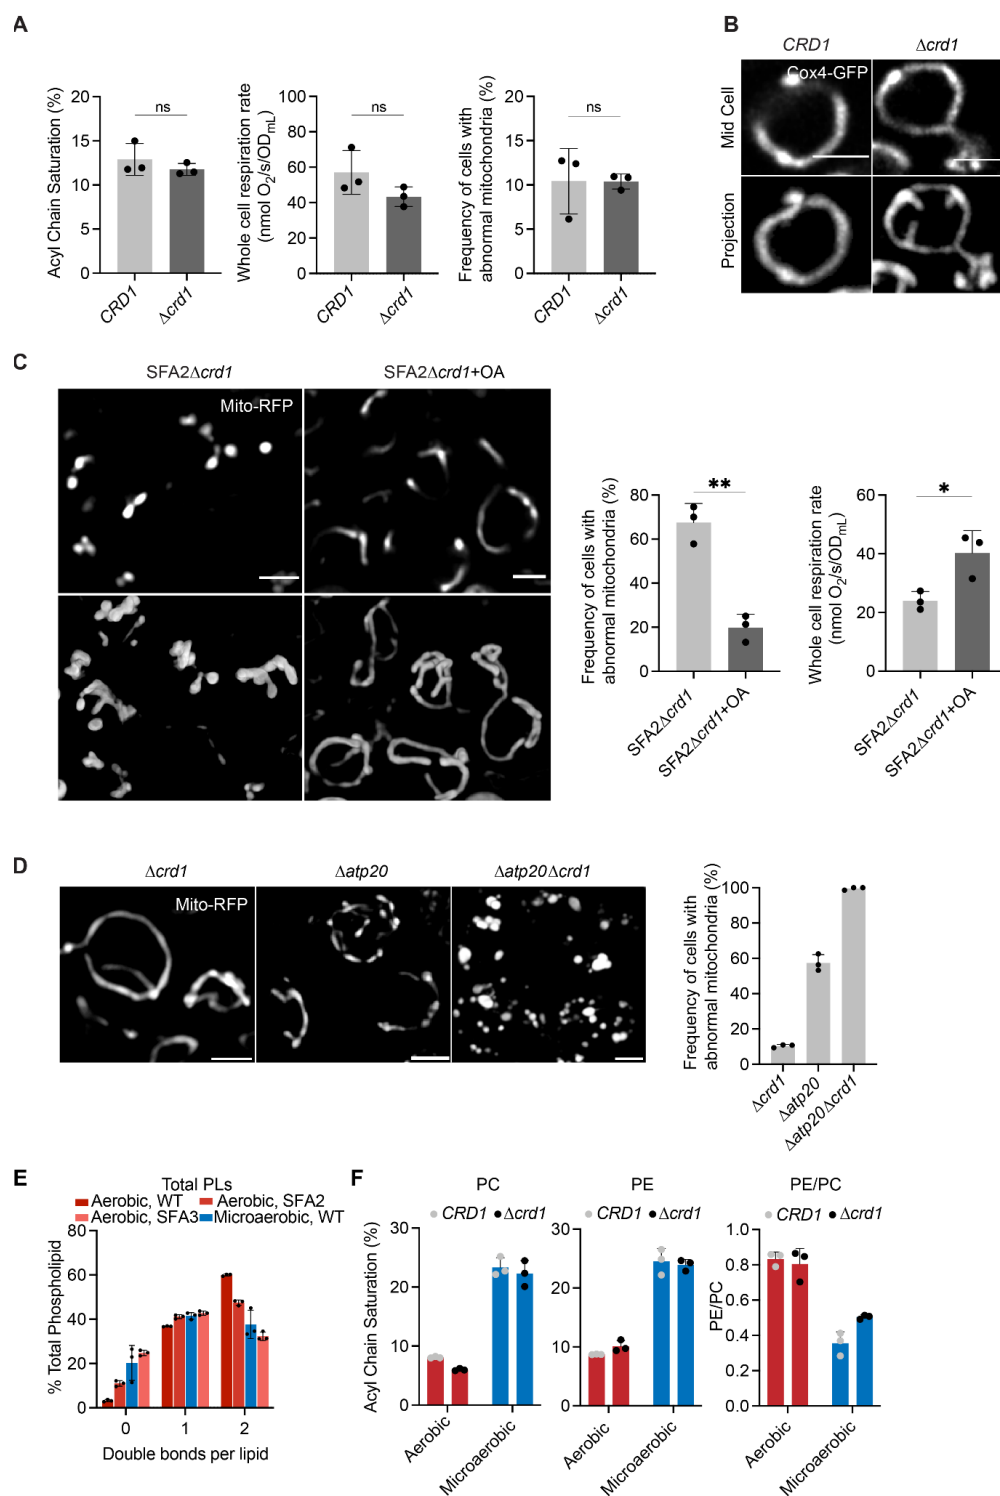 A
Acyl Chain Saturation (%)
20
15
10
5
0
ns
CRD1
Δcrd1
Whole cell respiration rate
(nmol O2/s/ODmL)
100
80
60
40
20
0
ns
CRD1
Δcrd1
Frequency of cells with
abnormal mitochondria (%)
20
15
10
5
0
ns
CRD1
Δcrd1
B
CRD1
Δcrd1
Cox4-GFP
Mid Cell
Projection
C
SFA2Δcrd1
SFA2Δcrd1+OA
Mito-RFP
Frequency of cells with
abnormal mitochondria (%)
80
60
40
20
0
**
SFA2Δcrd1
SFA2Δcrd1+OA
Whole cell respiration rate
(nmol O2/s/ODmL)
60
40
20
0
*
SFA2Δcrd1
SFA2Δcrd1+OA
D
Δcrd1
Δatp20
Δatp20Δcrd1
Mito-RFP
Frequency of cells with
abnormal mitochondria (%)
100
80
60
40
20
0
Δcrd1
Δatp20
Δatp20Δcrd1
E
Total PLs
Aerobic, WT
Aerobic, SFA2
Aerobic, SFA3
Microaerobic, WT
% Total Phospholipid
80
60
40
20
0
0
1
2
Double bonds per lipid
F
PC
CRD1
Δcrd1
Acyl Chain Saturation (%)
30
20
10
0
Aerobic
Microaerobic
PE
CRD1
Δcrd1
30
20
10
0
Aerobic
Microaerobic
PE/PC
CRD1
Δcrd1
PE/PC
0.8
0.6
0.4
0.2
0.0
Aerobic
Microaerobic